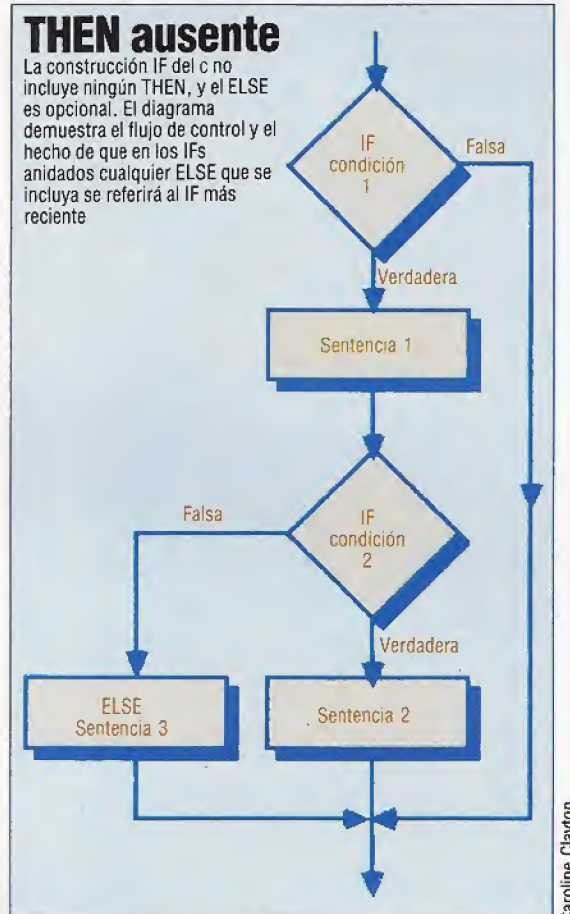 THEN ausente
La construcción IF del c no
incluye ningún THEN, y el ELSE
es opcional. El diagrama
demuestra el flujo de control y el
hecho de que en los IFs
anidados cualquier ELSE que se
incluya se referirá al IF más
reciente
IF
condición
1
Falsa
Verdadera
Sentencia 1
IF
condición
2
Falsa
Verdadera
ELSE
Sentencia 3
Sentencia 2
Caroline Clayton